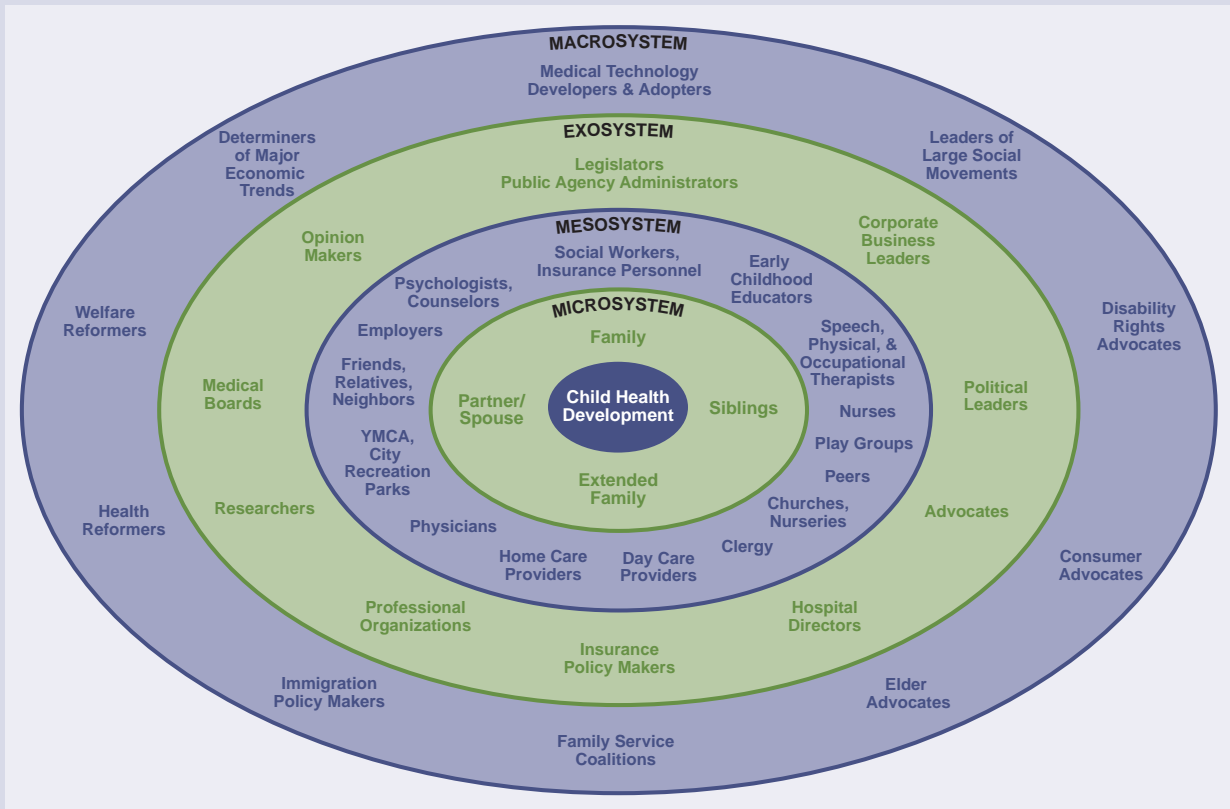 MACROSYSTEM
Medical Technology
Developers & Adopters
Determiners
of Major
Economic
Trends
Leaders of
Large Social
Movements
Welfare
Reformers
Disability
Rights
Advocates
Health
Reformers
Consumer
Advocates
Immigration
Policy Makers
Elder
Advocates
Family Service
Coalitions
EXOSYSTEM
Legislators
Public Agency Administrators
Opinion
Makers
Corporate
Business
Leaders
Medical
Boards
Political
Leaders
Researchers
Advocates
Professional
Organizations
Hospital
Directors
Insurance
Policy Makers
MESOSYSTEM
Social Workers,
Insurance Personnel
Psychologists,
Counselors
Early
Childhood
Educators
Employers
Speech,
Physical, &
Occupational
Therapists
Friends,
Relatives,
Neighbors
Nurses
YMCA,
City
Recreation
Parks
Play Groups
Peers
Churches,
Nurseries
Physicians
Clergy
Home Care
Providers
Day Care
Providers
MICROSYSTEM
Family
Partner/
Spouse
Child Health
Development
Siblings
Extended
Family